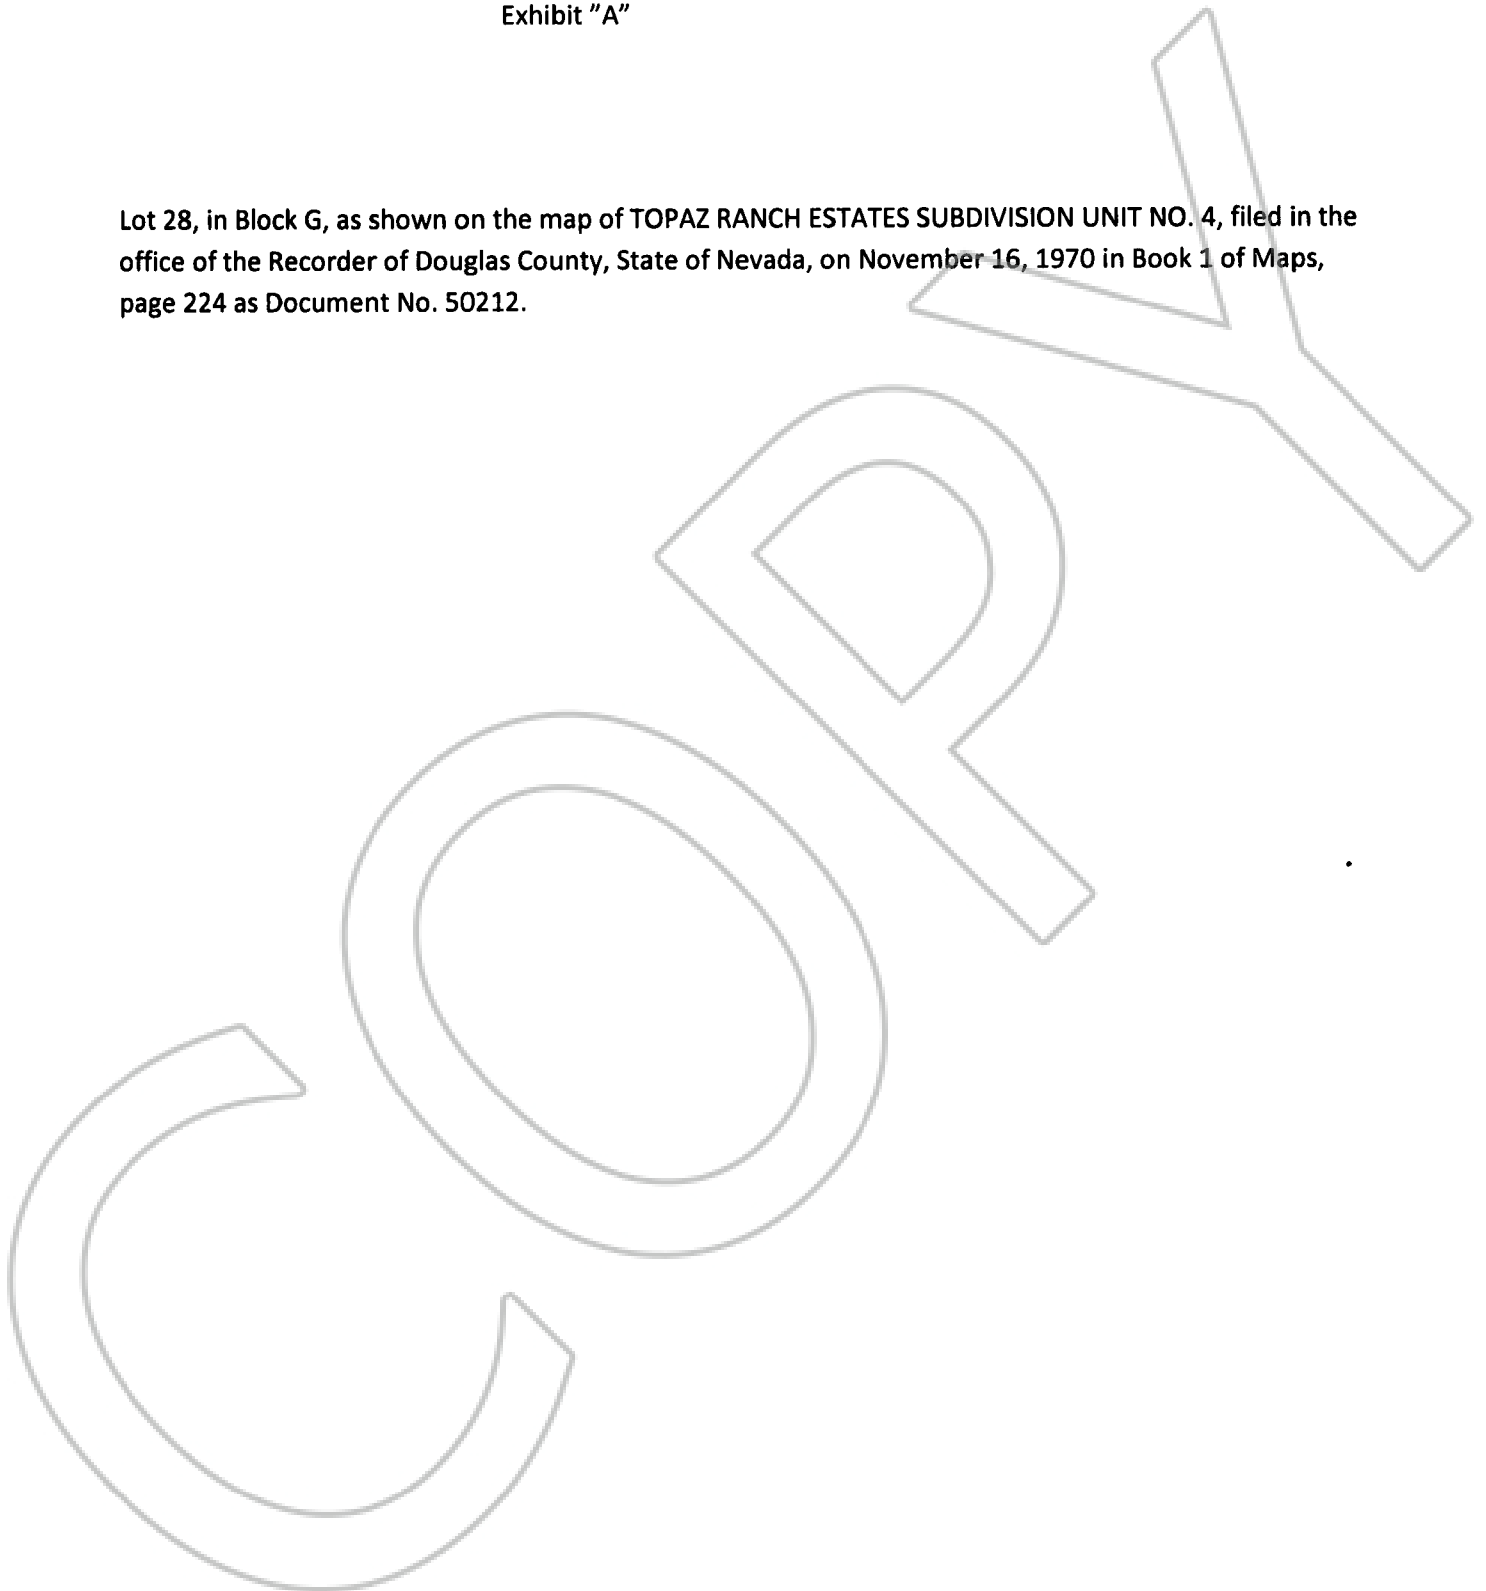 Exhibit ”A”
Lot 28, in Block G, as shown on the map of TOPAZ RANCH ESTATES SUBDIVISION UNIT NO. 4, filed in the
office of the Recorder of Douglas County, State of Nevada, on November 16, 1970 in Book 1 of Maps,
page 224 as Document No. 50212.
COPY